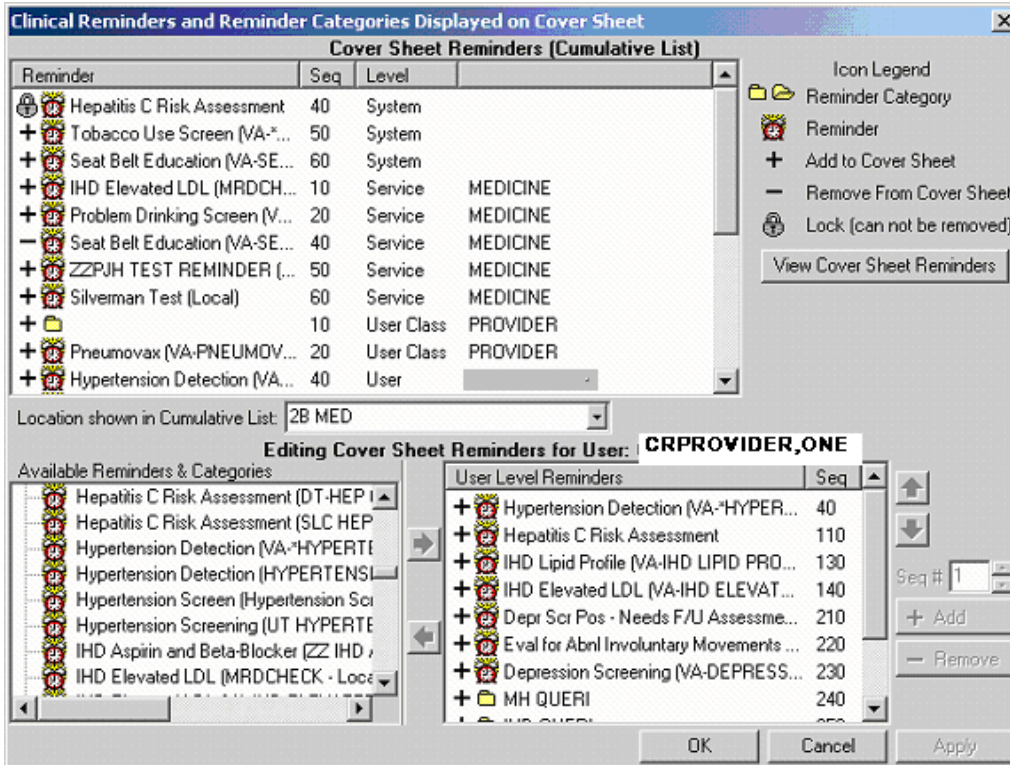 Clinical Reminders and Reminder Categories Displayed on Cover Sheet
Cover Sheet Reminders (Cumulative List)
Reminder Seq Level
Hepatitis C Risk Assessment 40 System
Tobacco Use Screen (VA-*... 50 System
Seat Belt Education (VA-SE... 60 System
IHD Elevated LDL (MRDCH... 10 Service MEDICINE
Problem Drinking Screen (V... 20 Service MEDICINE
Seat Belt Education (VA-SE... 40 Service MEDICINE
ZZPJH TEST REMINDER (... 50 Service MEDICINE
Silverman Test (Local) 60 Service MEDICINE
10 User Class PROVIDER
Pneumovax (VA-PNEUMOV... 20 User Class PROVIDER
Hypertension Detection (VA... 40 User
Icon Legend
Reminder Category
Reminder
Add to Cover Sheet
Remove From Cover Sheet
Lock (can not be removed)
View Cover Sheet Reminders
Location shown in Cumulative List: 2B MED
Editing Cover Sheet Reminders for User: CRPROVIDER,ONE
Available Reminders & Categories
Hepatitis C Risk Assessment (DT-HEP
Hepatitis C Risk Assessment (SLC HEP
Hypertension Detection (VA-*HYPERTE
Hypertension Detection (HYPERTENSI
Hypertension Screen (Hypertension Scr
Hypertension Screening (UT HYPERTE
IHD Aspirin and Beta-Blocker (ZZ IHD
IHD Elevated LDL (MRDCHECK - Loca
User Level Reminders Seq
Hypertension Detection (VA-*HYPER... 40
Hepatitis C Risk Assessment 110
IHD Lipid Profile (VA-IHD LIPID PRO... 130
IHD Elevated LDL (VA-IHD ELEVAT... 140
Depr Scr Pos - Needs F/U Assessme... 210
Eval for Abnl Involuntary Movements ... 220
Depression Screening (VA-DEPRESS... 230
MH QUERI 240
Seq # 1
+ Add
− Remove
OK Cancel Apply